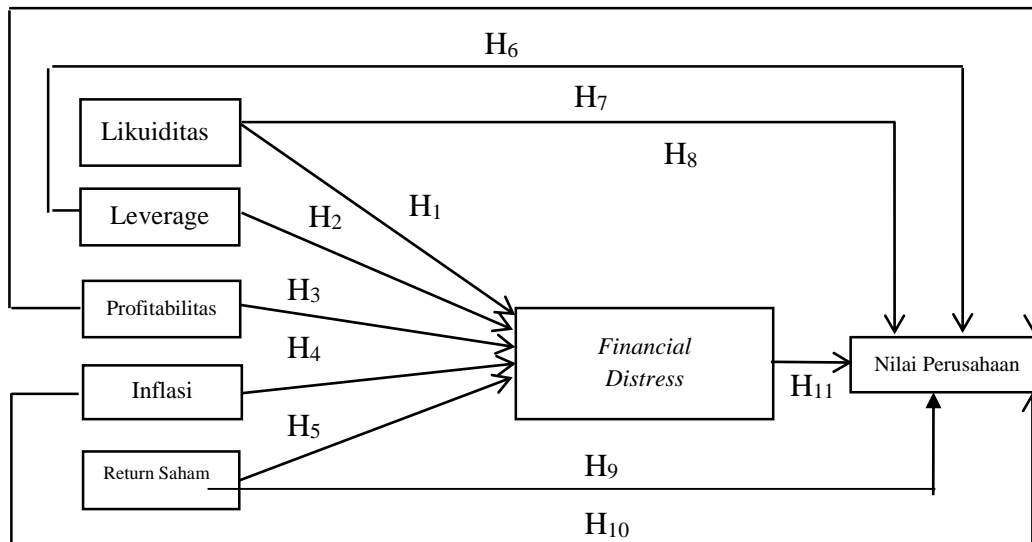 H6
H7
Likuiditas
H8
Leverage
H2
H1
Profitabilitas
H3
H4
Financial
Distress
Nilai Perusahaan
Inflasi
H11
H5
Return Saham
H9
H10